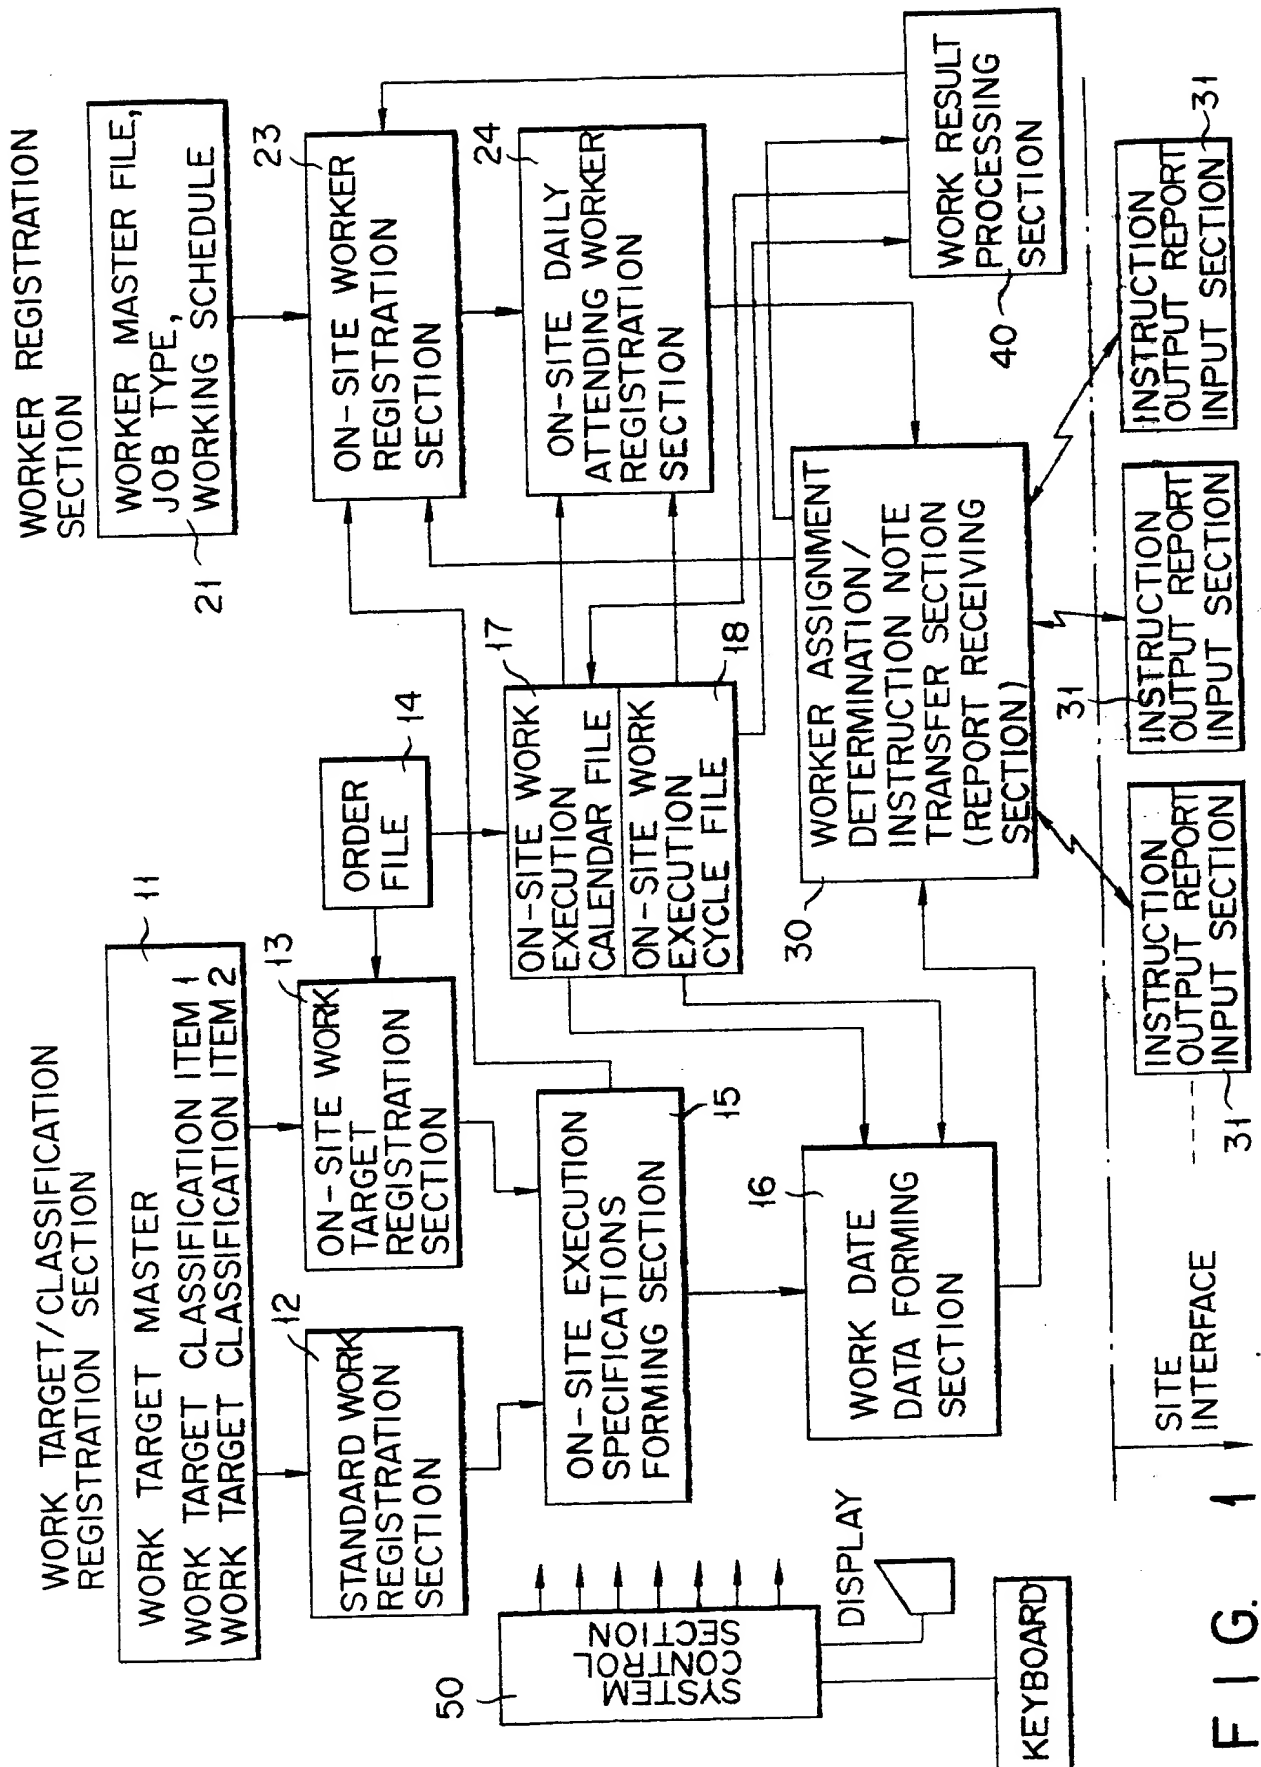 WORK TARGET/CLASSIFICATION
REGISTRATION SECTION
WORKER REGISTRATION
SECTION
WORK TARGET MASTER
WORK TARGET CLASSIFICATION ITEM 1
WORK TARGET CLASSIFICATION ITEM 2
11
WORKER MASTER FILE,
JOB TYPE,
WORKING SCHEDULE
21
STANDARD WORK
REGISTRATION
SECTION
12
ON-SITE WORK
TARGET
REGISTRATION
SECTION
13
ORDER
FILE
14
ON-SITE WORKER
REGISTRATION
SECTION
23
SYSTEM
CONTROL
SECTION
50
ON-SITE EXECUTION
SPECIFICATIONS
FORMING SECTION
15
ON-SITE WORK
EXECUTION
CALENDAR FILE
17
ON-SITE WORK
EXECUTION
CYCLE FILE
18
ON-SITE DAILY
ATTENDING WORKER
REGISTRATION
SECTION
24
DISPLAY
KEYBOARD
WORK DATE
DATA FORMING
SECTION
16
WORKER ASSIGNMENT
DETERMINATION/
INSTRUCTION NOTE
TRANSFER SECTION
(REPORT RECEIVING
SECTION)
30
WORK RESULT
PROCESSING
SECTION
40
SITE
INTERFACE
INSTRUCTION
OUTPUT REPORT
INPUT SECTION
31
INSTRUCTION
OUTPUT REPORT
INPUT SECTION
31
INSTRUCTION
OUTPUT REPORT
INPUT SECTION
31
FIG. 1